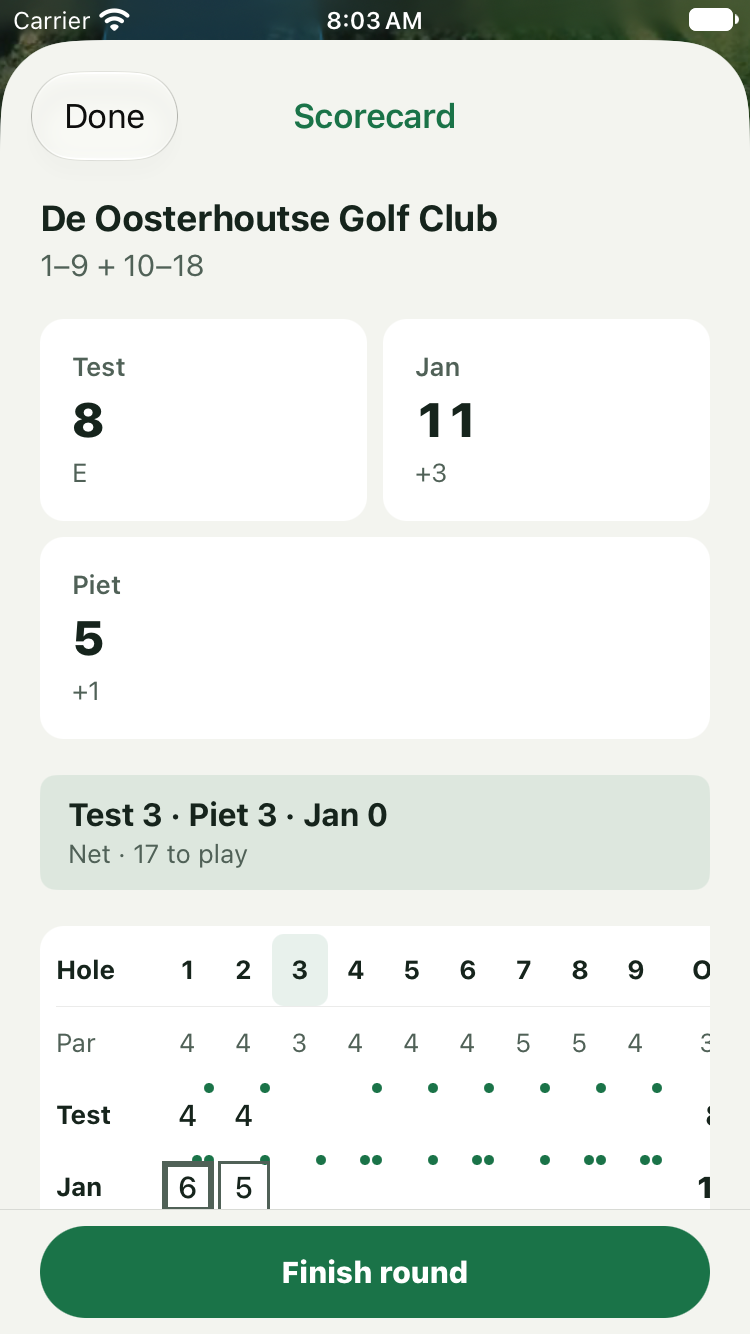 Carrier 8:03 AM
Done Scorecard
De Oosterhoutse Golf Club
1–9 + 10–18
Test
8
E
Jan
11
+3
Piet
5
+1
Test 3 · Piet 3 · Jan 0
Net · 17 to play
Hole 1 2 3 4 5 6 7 8 9
Par 4 4 3 4 4 4 5 5 4
Test 4 4
Jan 6 5
Finish round